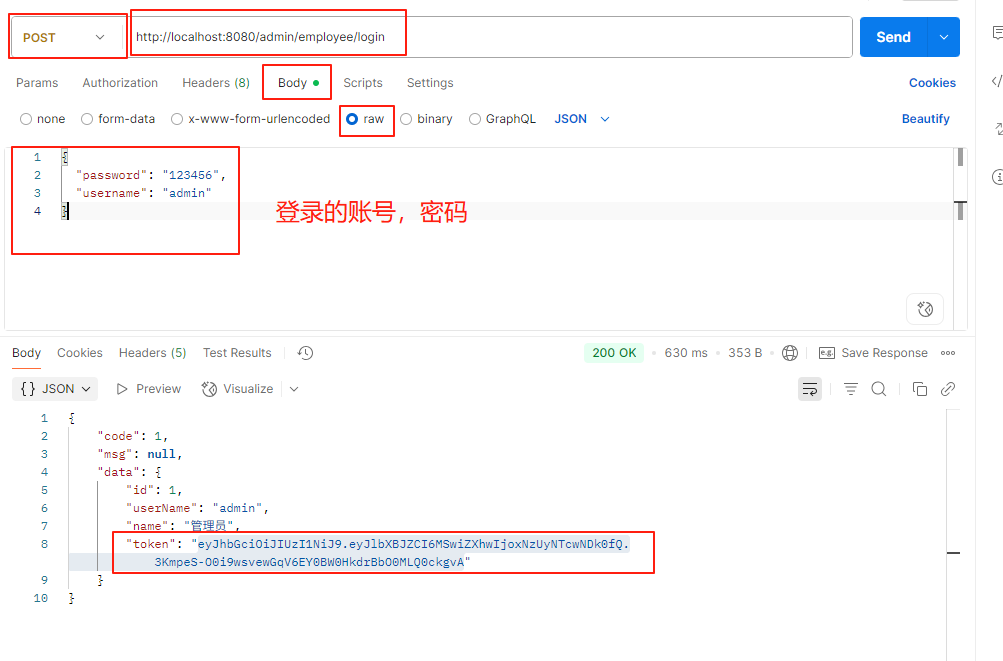 POST http://localhost:8080/admin/employee/login Send
Params Authorization Headers (8) Body Scripts Settings Cookies
none form-data x-www-form-urlencoded raw binary GraphQL JSON Beautify
1 {
2 "password": "123456",
3 "username": "admin"
4 }
登录的账号，密码
Body Cookies Headers (5) Test Results 200 OK 630 ms 353 B e.g. Save Response
{} JSON Preview Visualize
1 {
2 "code": 1,
3 "msg": null,
4 "data": {
5 "id": 1,
6 "userName": "admin",
7 "name": "管理员",
8 "token": "eyJhbGciOiJIUzI1NiJ9.eyJlbXBJZCI6MSwiZXhwIjoxNzUyNTcwNDk0fQ.
3KmpeS-O0i9wsvewGqV6EY0BW0HkdrBbO0MLQ0ckgvA"
9 }
10 }